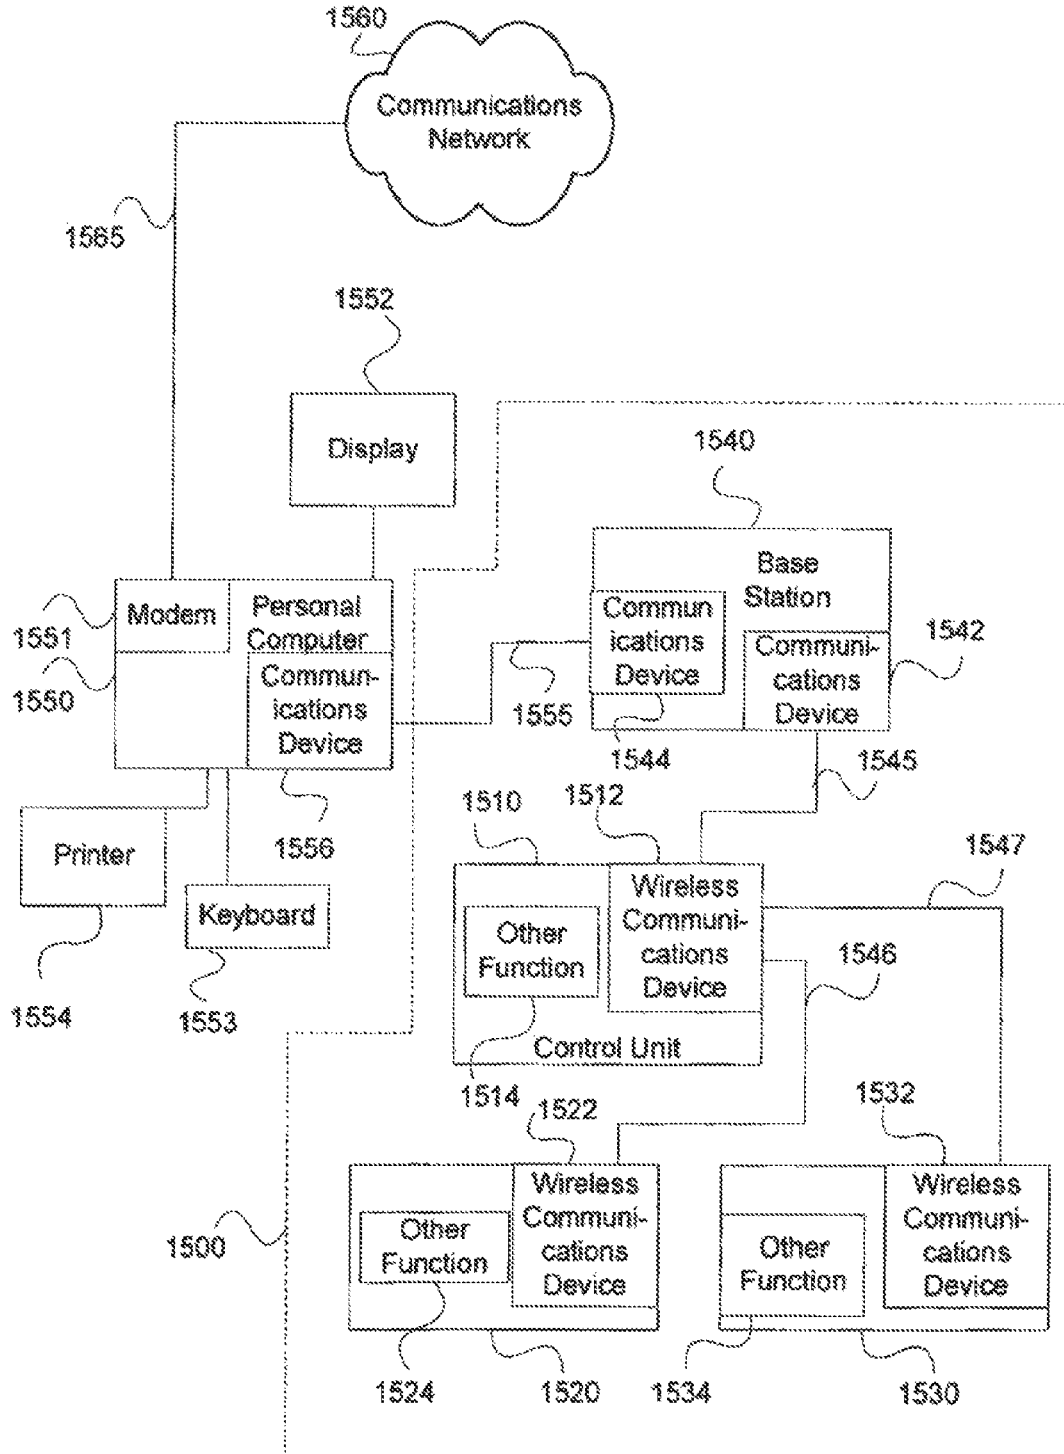 1560
Communications
Network
1565
1552
Display
1540
Base
Station
Modem
Personal
Computer
1551
1550
Commun-
ications
Device
Commun
ications
Device
Communi-
cations
Device
1542
1555
1544
1545
1556
Printer
Keyboard
1554
1553
1510
1512
1547
Wireless
Communi-
cations
Device
Other
Function
1546
Control Unit
1514
1522
1532
Wireless
Communi-
cations
Device
Other
Function
Wireless
Communi-
cations
Device
Other
Function
1500
1524
1520
1534
1530